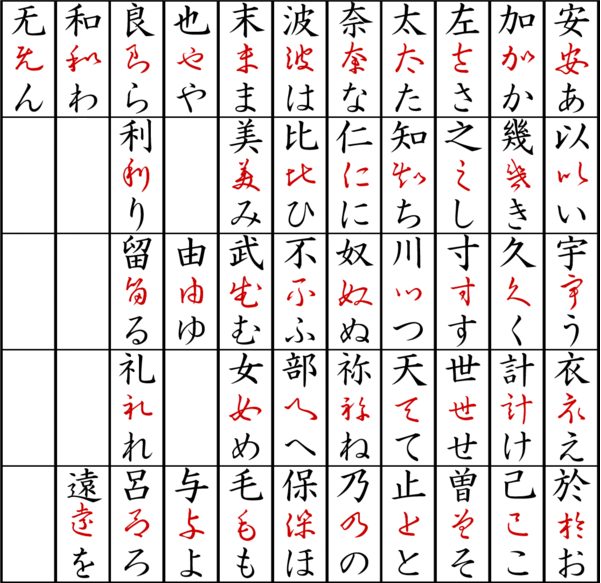 安安あ 以以い 宇宇う 衣衣え 於於お
加加か 幾幾き 久久く 計計け 己己こ
左左さ 之之し 寸寸す 世世せ 曽曽そ
太太た 知知ち 川川つ 天天て 止止と
奈奈な 仁仁に 奴奴ぬ 祢祢ね 乃乃の
波波は 比比ひ 不不ふ 部部へ 保保ほ
末末ま 美美み 武武む 女女め 毛毛も
也也や 由由ゆ 与与よ
良良ら 利利り 留留る 礼礼れ 呂呂ろ
和和わ 遠遠を
无无ん